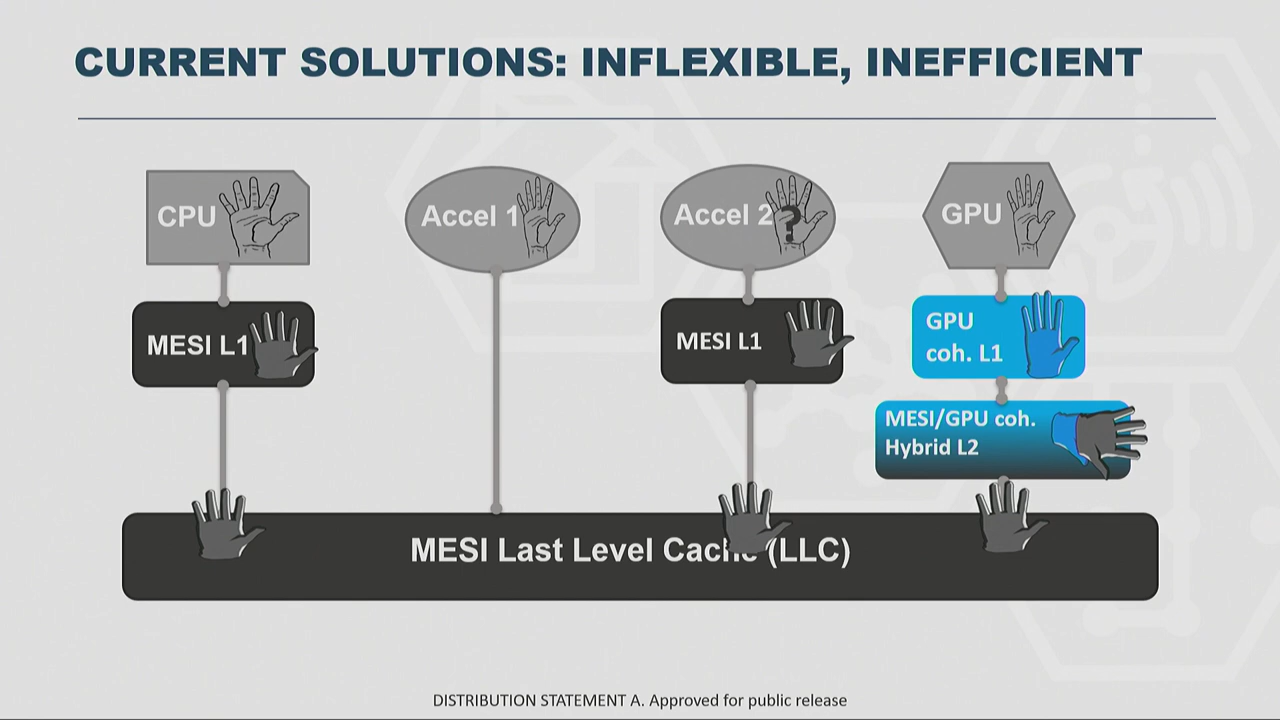 CURRENT SOLUTIONS: INFLEXIBLE, INEFFICIENT
CPU
Accel 1
Accel 2
?
GPU
MESI L1
MESI L1
GPU
coh. L1
MESI/GPU coh.
Hybrid L2
MESI Last Level Cache (LLC)
DISTRIBUTION STATEMENT A. Approved for public release